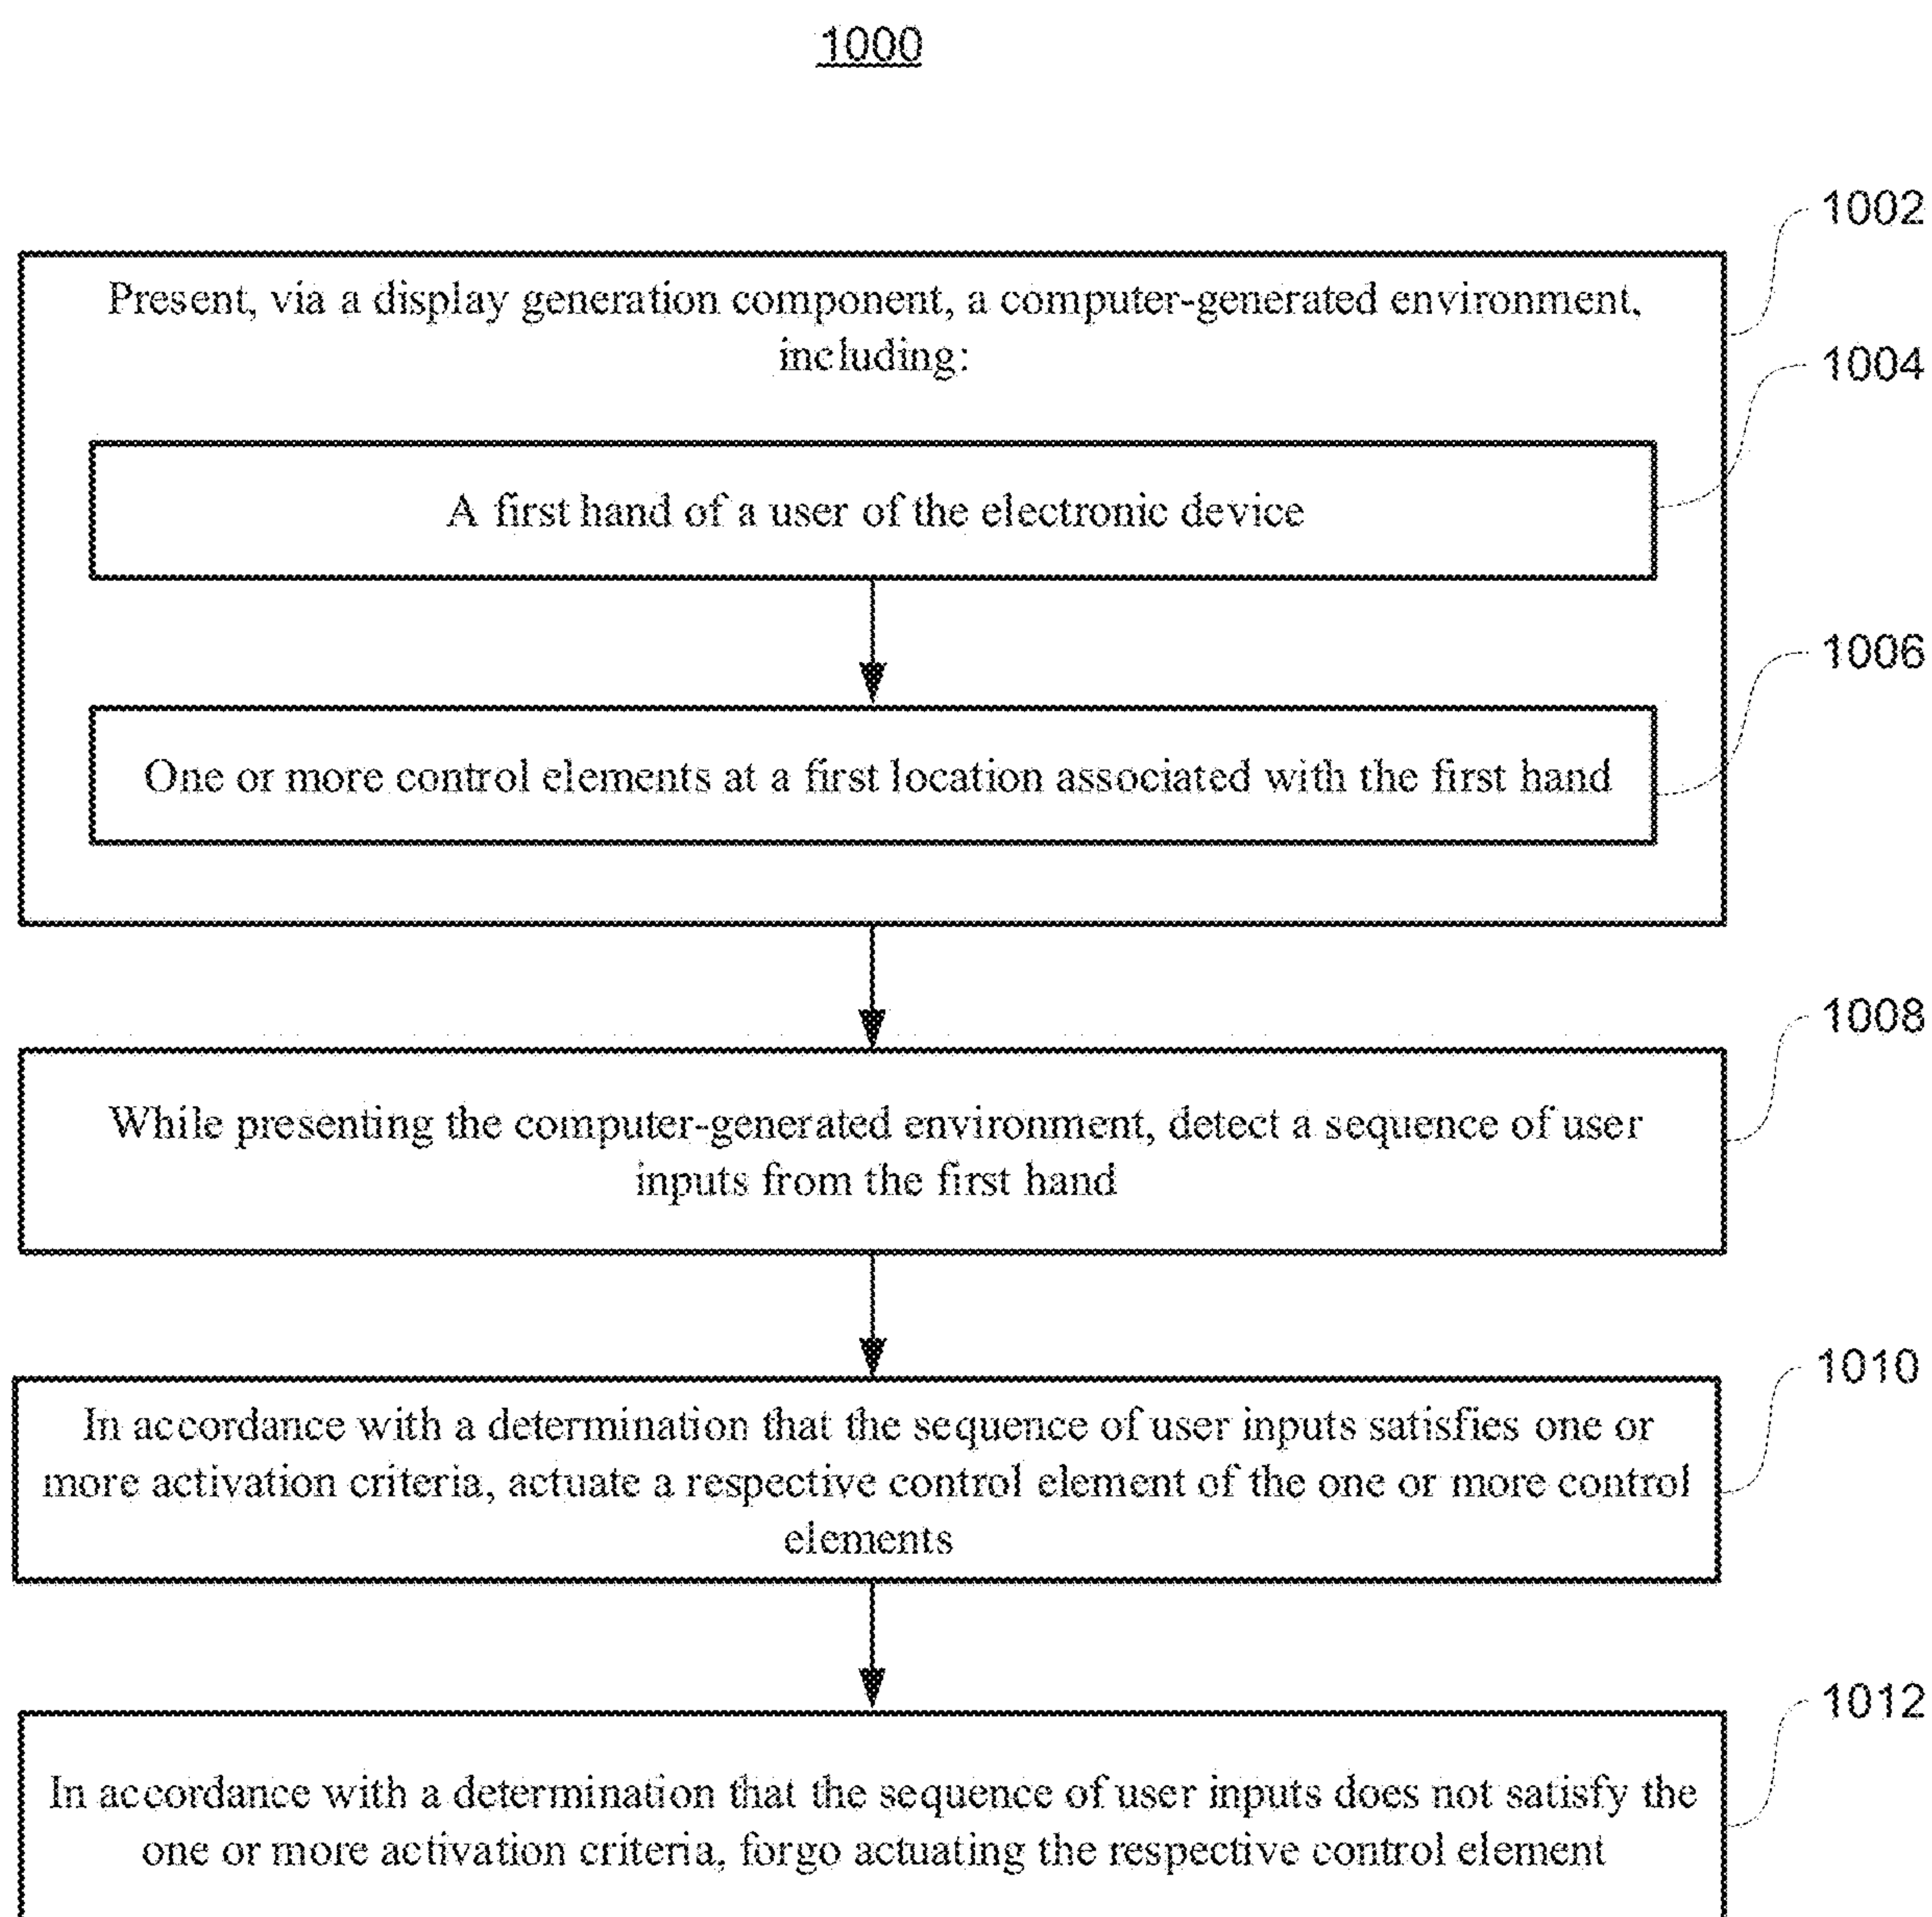 1000
1002
Present, via a display generation component, a computer-generated environment,
including:
1004
A first hand of a user of the electronic device
1006
One or more control elements at a first location associated with the first hand
1008
While presenting the computer-generated environment, detect a sequence of user
inputs from the first hand
1010
In accordance with a determination that the sequence of user inputs satisfies one or
more activation criteria, actuate a respective control element of the one or more control
elements
1012
In accordance with a determination that the sequence of user inputs does not satisfy the
one or more activation criteria, forgo actuating the respective control element